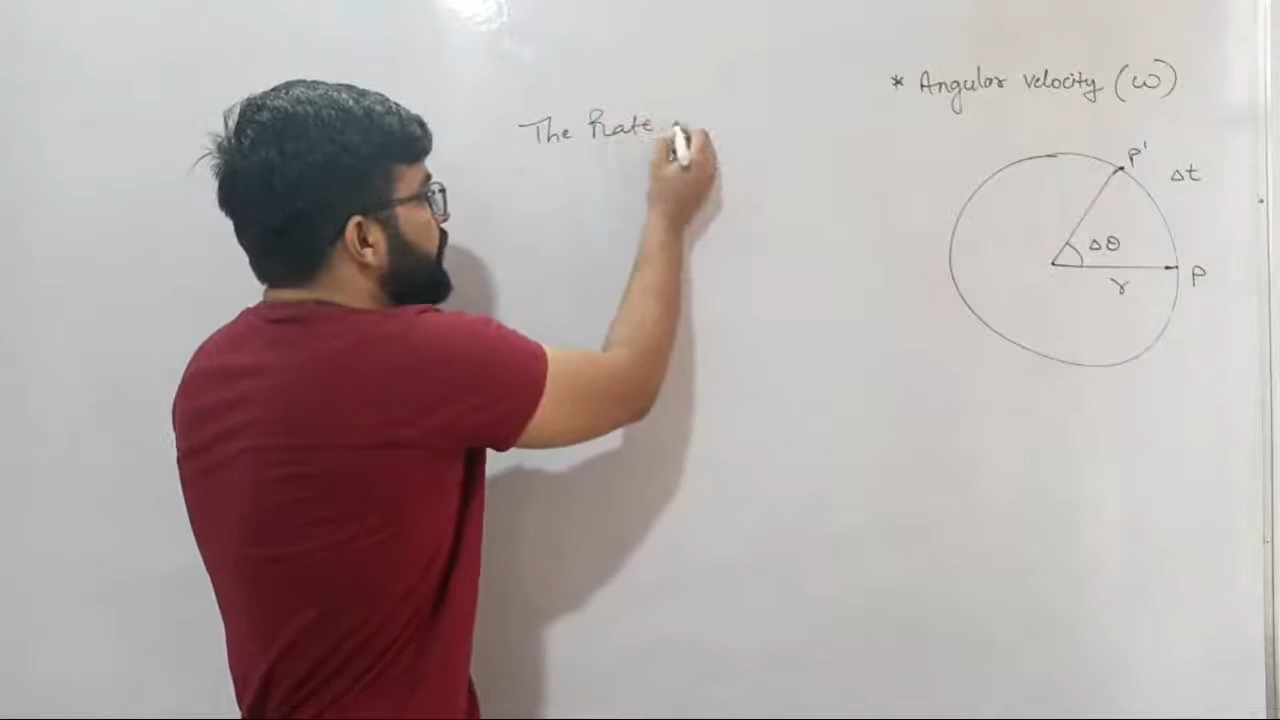 The Rate
* Angular velocity (ω)
P'
Δt
Δθ
r
P